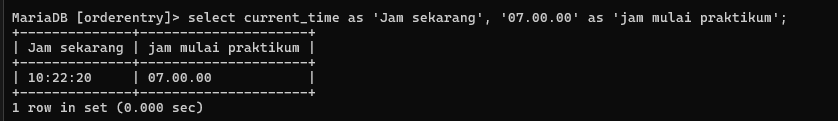 MariaDB [orderentry]> select current_time as 'Jam sekarang', '07.00.00' as 'jam mulai praktikum';
+--------------+---------------------+
| Jam sekarang | jam mulai praktikum |
+--------------+---------------------+
| 10:22:20     | 07.00.00            |
+--------------+---------------------+
1 row in set (0.000 sec)